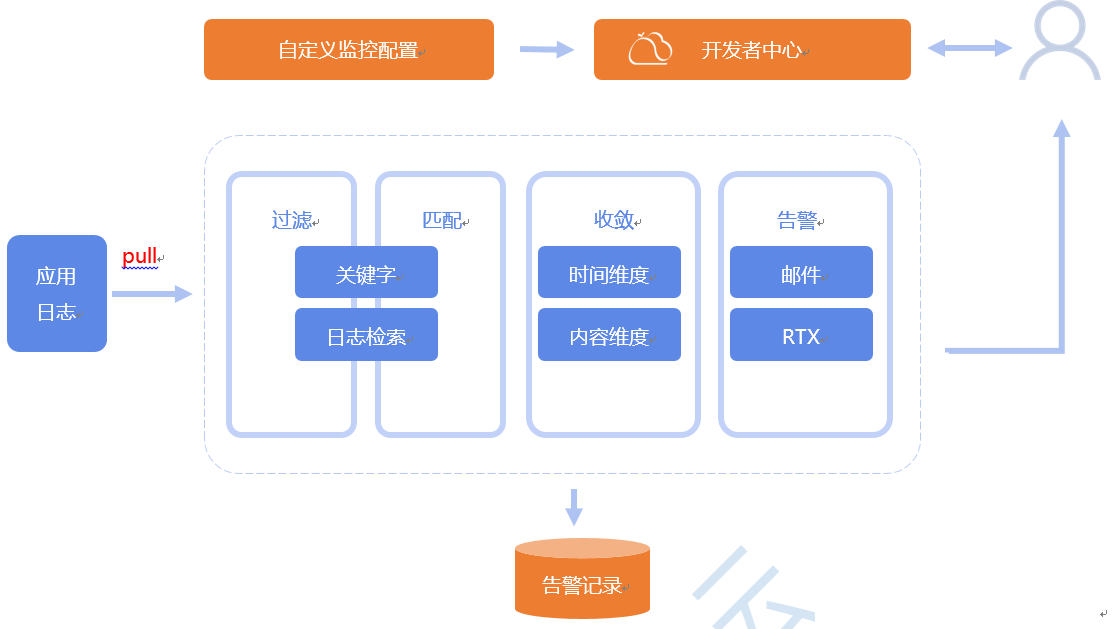 自定义监控配置
开发者中心
过滤
匹配
收敛
告警
应用
日志
pull
关键字
日志检索
时间维度
内容维度
邮件
RTX
告警记录